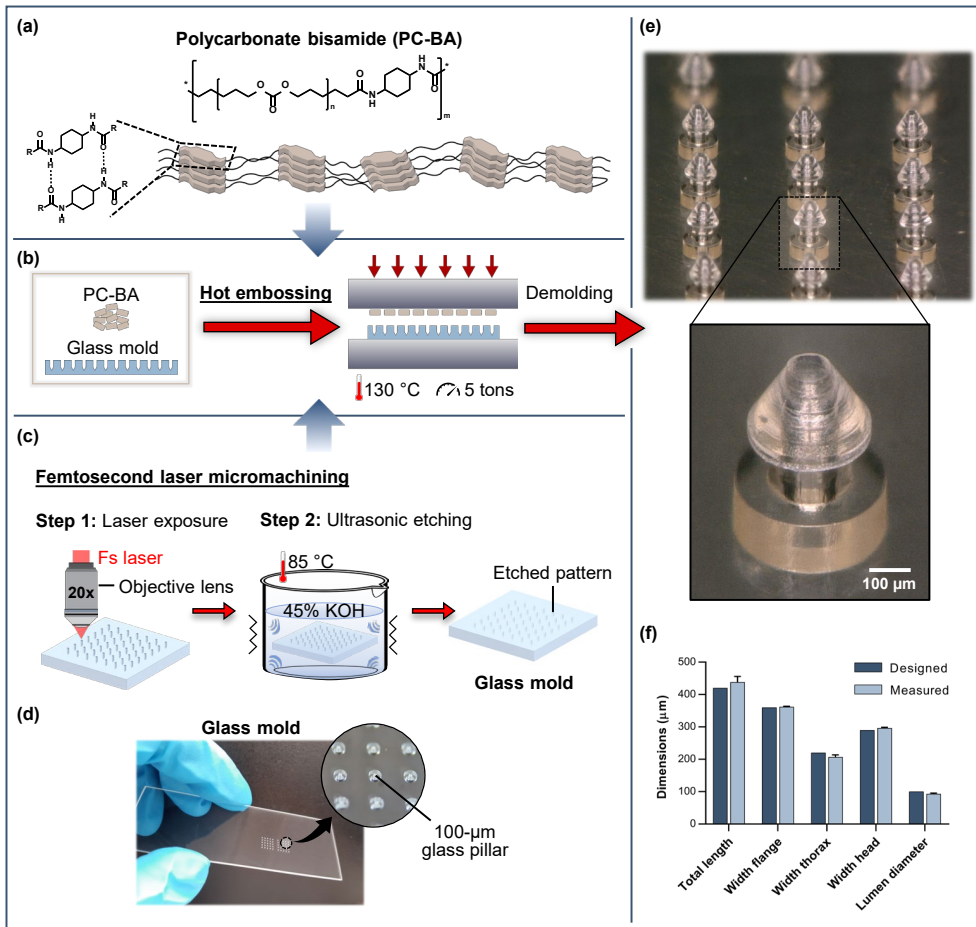 (a)
Polycarbonate bisamide (PC-BA)
*
O
O
O
n
O
N
H
H
N
O
*
m
O
R
N
H
H
N
O
R
O
R
N
H
H
N
O
R
(b)
PC-BA
Glass mold
Hot embossing
130 °C
5 tons
Demolding
(c)
Femtosecond laser micromachining
Step 1: Laser exposure
Fs laser
20x
Objective lens
Step 2: Ultrasonic etching
85 °C
45% KOH
Etched pattern
Glass mold
(d)
Glass mold
100-μm
glass pillar
(e)
100 μm
(f)
Dimensions (μm)
500
400
300
200
100
0
Designed
Measured
Total length
Width flange
Width thorax
Width head
Lumen diameter